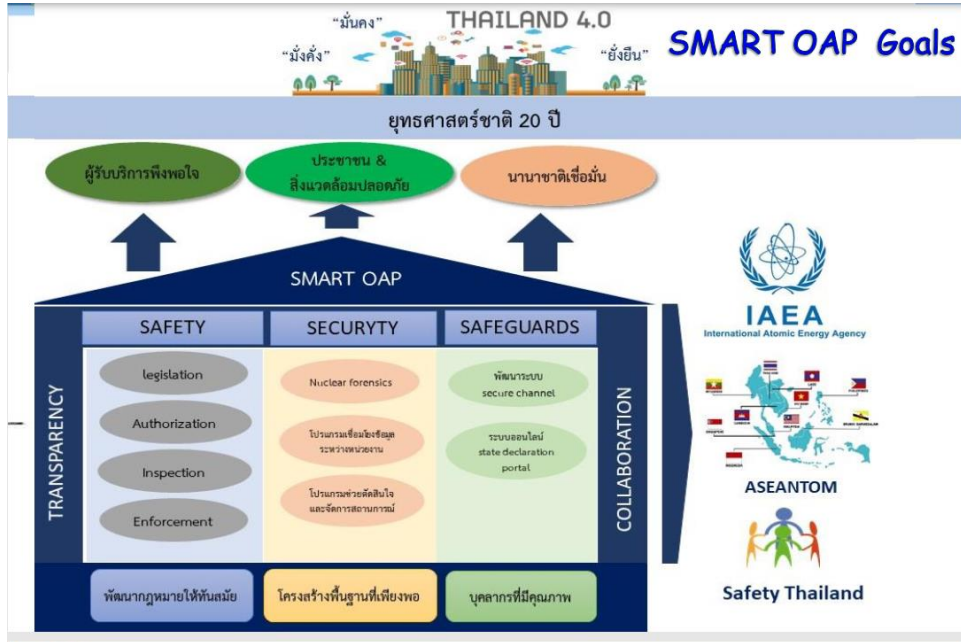 "มั่นคง"
THAILAND 4.0
"มั่งคั่ง"
"ยั่งยืน"
SMART OAP Goals
ยุทธศาสตร์ชาติ 20 ปี
ผู้รับบริการพึงพอใจ
ประชาชน &
สิ่งแวดล้อมปลอดภัย
นานาชาติเชื่อมั่น
SMART OAP
TRANSPARENCY
SAFETY
legislation
Authorization
Inspection
Enforcement
SECURYTY
Nuclear forensics
โปรแกรมเชื่อมโยงข้อมูล
ระหว่างหน่วยงาน
โปรแกรมช่วยตัดสินใจ
และจัดการสถานการณ์
SAFEGUARDS
พัฒนาระบบ
secure channel
ระบบออนไลน์
state declaration
portal
COLLABORATION
พัฒนากฎหมายให้ทันสมัย
โครงสร้างพื้นฐานที่เพียงพอ
บุคลากรที่มีคุณภาพ
IAEA
International Atomic Energy Agency
ASEANTOM
Safety Thailand